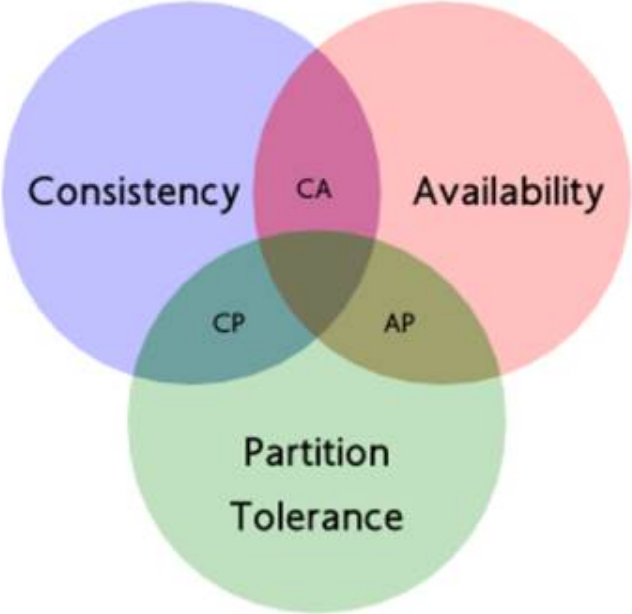 Consistency
CA
Availability
CP
AP
Partition
Tolerance